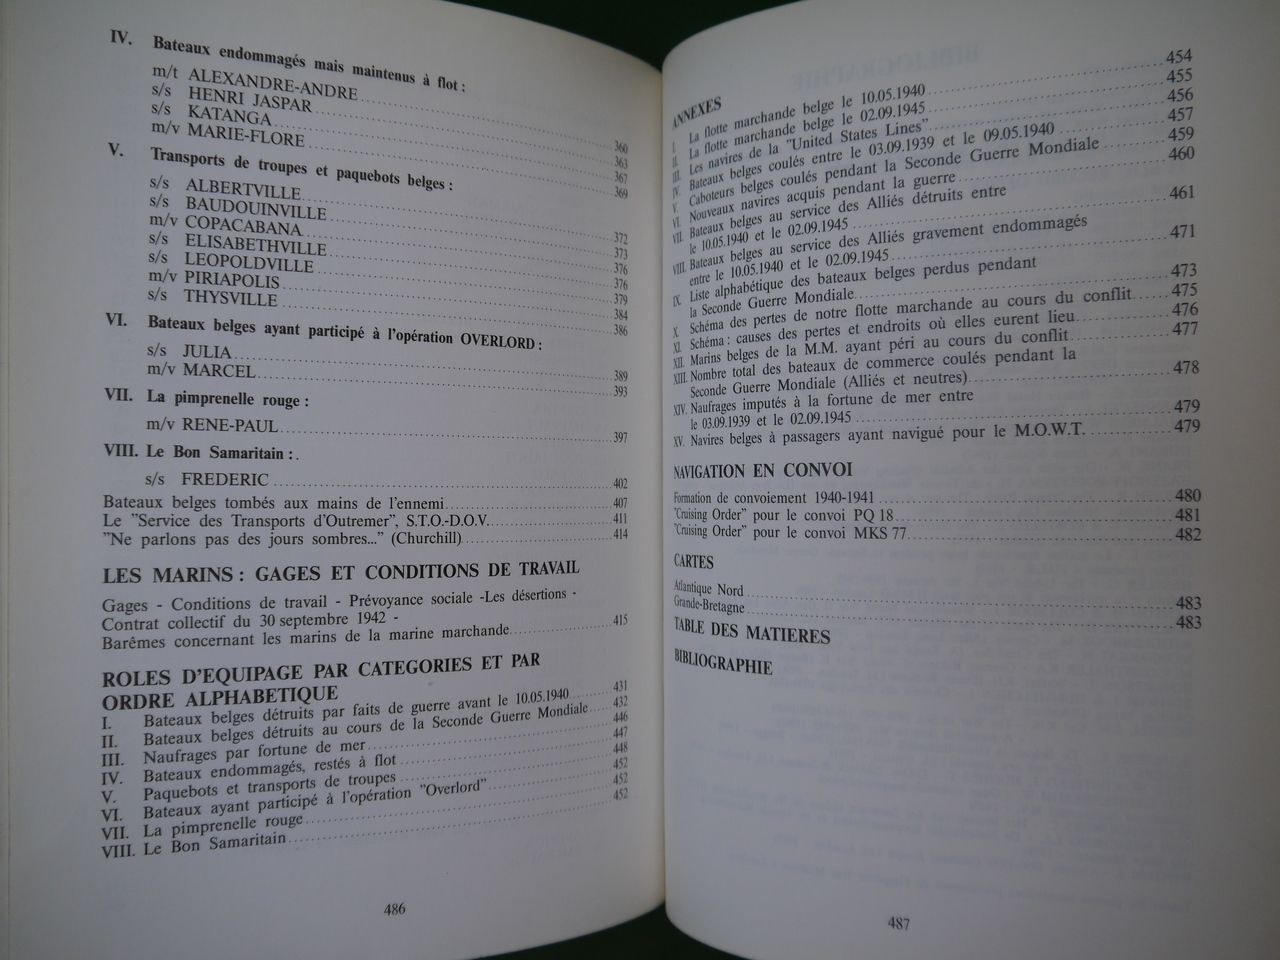 IV. Bateaux endommagés mais maintenus à flot :
m/t ALEXANDRE-ANDRE 360
s/s HENRI JASPAR 363
s/s KATANGA 367
m/v MARIE-FLORE 369
V. Transports de troupes et paquebots belges :
s/s ALBERTVILLE 372
s/s BAUDOUINVILLE 373
m/v COPACABANA 376
s/s ELISABETHVILLE 376
s/s LEOPOLDVILLE 379
m/v PIRIAPOLIS 384
s/s THYSVILLE 386
VI. Bateaux belges ayant participé à l'opération OVERLORD :
s/s JULIA 389
m/v MARCEL 393
VII. La pimprenelle rouge :
m/v RENE-PAUL 397
VIII. Le Bon Samaritain :.
s/s FREDERIC 402
Bateaux belges tombés aux mains de l'ennemi 407
Le "Service des Transports d'Outremer", S.T.O.-D.O.V. 411
"Ne parlons pas des jours sombres..." (Churchill) 414
LES MARINS : GAGES ET CONDITIONS DE TRAVAIL
Gages - Conditions de travail - Prévoyance sociale -Les désertions -
Contrat collectif du 30 septembre 1942 -
Barêmes concernant les marins de la marine marchande 415
ROLES D'EQUIPAGE PAR CATEGORIES ET PAR
ORDRE ALPHABETIQUE
I. Bateaux belges détruits par faits de guerre avant le 10.05.1940 431
II. Bateaux belges détruits au cours de la Seconde Guerre Mondiale 432
III. Naufrages par fortune de mer 446
IV. Bateaux endommagés, restés à flot 447
V. Paquebots et transports de troupes 448
VI. Bateaux ayant participé à l'opération "Overlord" 452
VII. La pimprenelle rouge 452
VIII. Le Bon Samaritain 452
486
ANNEXES
I. La flotte marchande belge le 10.05.1940 454
II. La flotte marchande belge le 02.09.1945 455
III. Les navires de la "United States Lines" 456
IV. Bateaux belges coulés entre le 03.09.1939 et le 09.05.1940 457
V. Caboteurs belges coulés pendant la Seconde Guerre Mondiale 459
VI. Nouveaux navires acquis pendant la guerre 460
VII. Bateaux belges au service des Alliés détruits entre
le 10.05.1940 et le 02.09.1945 461
VIII. Bateaux belges au service des Alliés gravement endommagés
entre le 10.05.1940 et le 02.09.1945 471
IX. Liste alphabétique des bateaux belges perdus pendant
la Seconde Guerre Mondiale 473
X. Schéma des pertes de notre flotte marchande au cours du conflit 475
XI. Schéma : causes des pertes et endroits où elles eurent lieu 476
XII. Marins belges de la M.M. ayant péri au cours du conflit 477
XIII. Nombre total des bateaux de commerce coulés pendant la
Seconde Guerre Mondiale (Alliés et neutres) 478
XIV. Naufrages imputés à la fortune de mer entre
le 03.09.1939 et le 02.09.1945 479
XV. Navires belges à passagers ayant navigué pour le M.O.W.T. 479
NAVIGATION EN CONVOI
Formation de convoiement 1940-1941 480
"Cruising Order" pour le convoi PQ 18 481
"Cruising Order" pour le convoi MKS 77 482
CARTES
Atlantique Nord 483
Grande-Bretagne 483
TABLE DES MATIERES
BIBLIOGRAPHIE
487